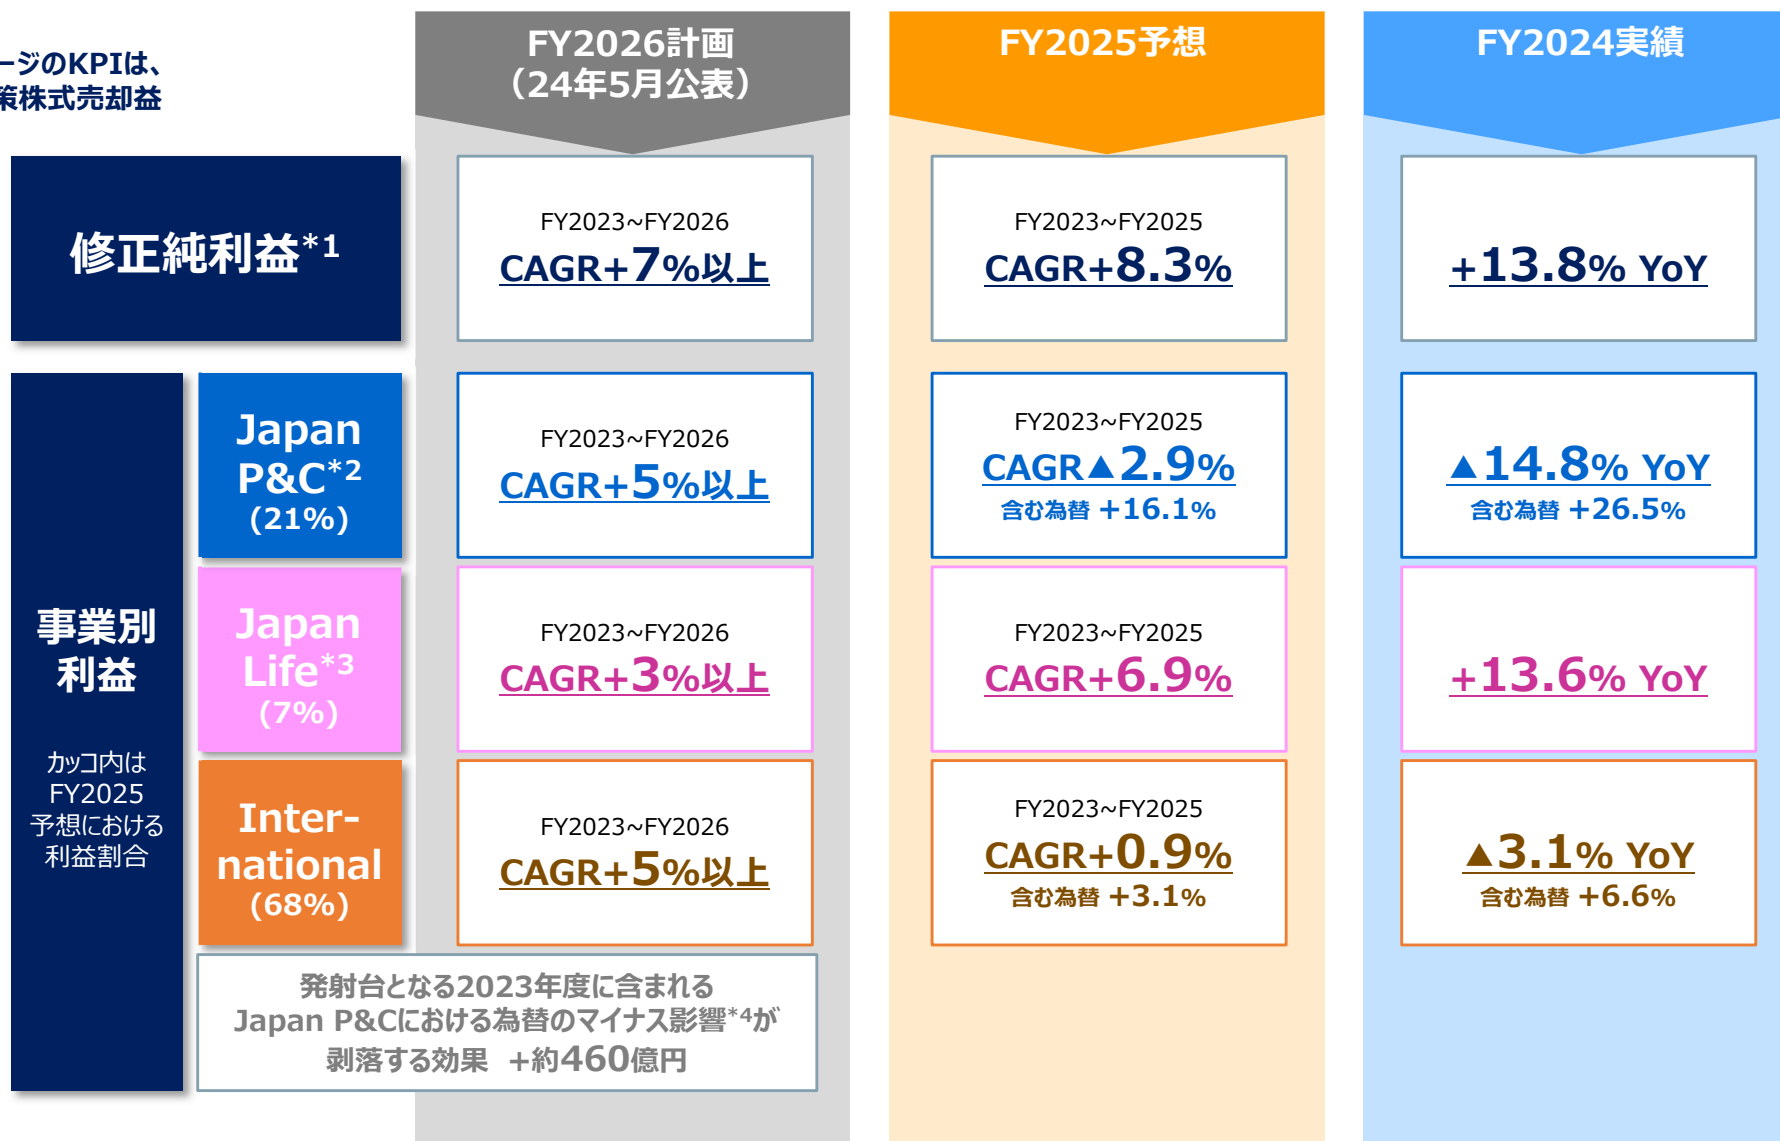 ージのKPIは、
策株式売却益
FY2026計画
（24年5月公表）
FY2025予想
FY2024実績
修正純利益*1
FY2023~FY2026
CAGR+7%以上
FY2023~FY2025
CAGR+8.3%
+13.8% YoY
事業別
利益
カッコ内は
FY2025
予想における
利益割合
Japan
P&C*2
(21%)
FY2023~FY2026
CAGR+5%以上
FY2023~FY2025
CAGR▲2.9%
含む為替 +16.1%
▲14.8% YoY
含む為替 +26.5%
Japan
Life*3
(7%)
FY2023~FY2026
CAGR+3%以上
FY2023~FY2025
CAGR+6.9%
+13.6% YoY
Inter-
national
(68%)
FY2023~FY2026
CAGR+5%以上
FY2023~FY2025
CAGR+0.9%
含む為替 +3.1%
▲3.1% YoY
含む為替 +6.6%
発射台となる2023年度に含まれる
Japan P&Cにおける為替のマイナス影響*4が
剥落する効果 +約460億円